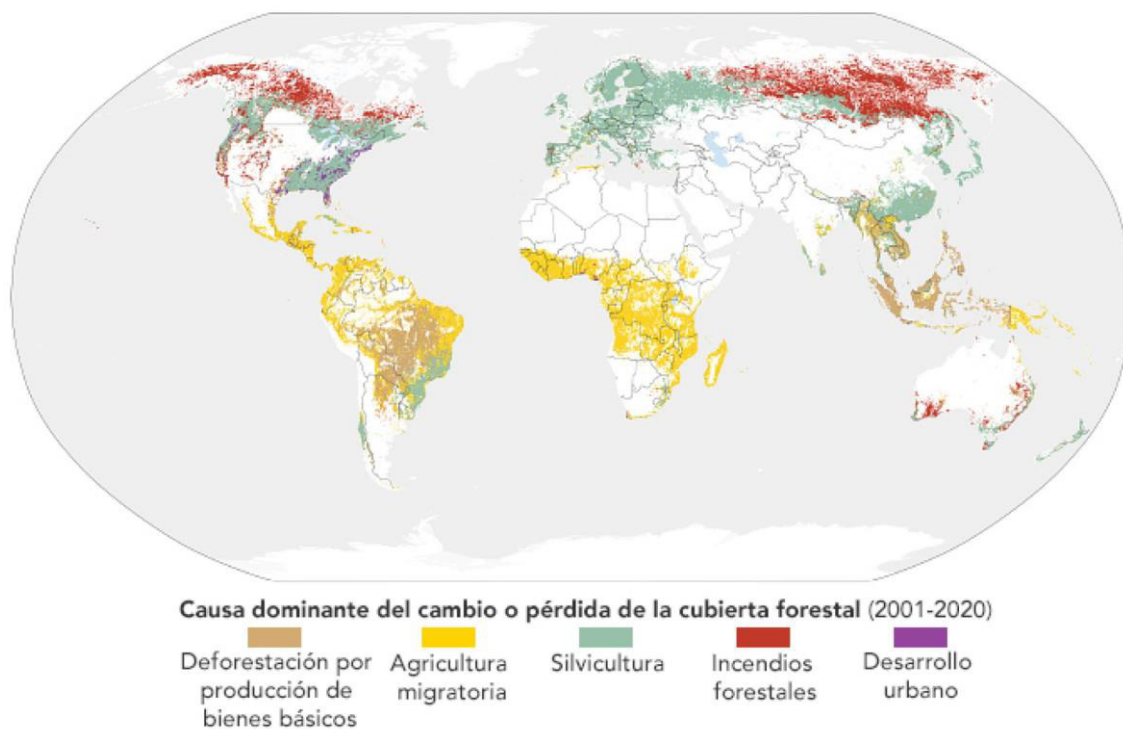 Causa dominante del cambio o pérdida de la cubierta forestal (2001-2020)
Deforestación por
producción de
bienes básicos
Agricultura
migratoria
Silvicultura
Incendios
forestales
Desarrollo
urbano